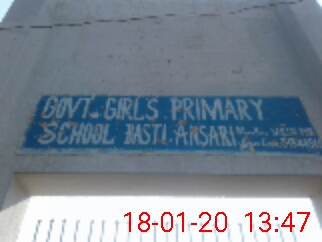 GOVT. GIRLS PRIMARY
SCHOOL BASTI ANSARI
18-01-20 13:47